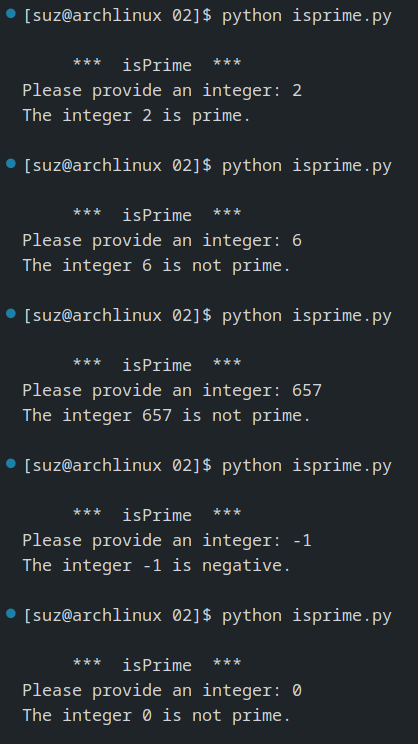 [suz@archlinux 02]$ python isprime.py
***  isPrime  ***
Please provide an integer: 2
The integer 2 is prime.
[suz@archlinux 02]$ python isprime.py
***  isPrime  ***
Please provide an integer: 6
The integer 6 is not prime.
[suz@archlinux 02]$ python isprime.py
***  isPrime  ***
Please provide an integer: 657
The integer 657 is not prime.
[suz@archlinux 02]$ python isprime.py
***  isPrime  ***
Please provide an integer: -1
The integer -1 is negative.
[suz@archlinux 02]$ python isprime.py
***  isPrime  ***
Please provide an integer: 0
The integer 0 is not prime.